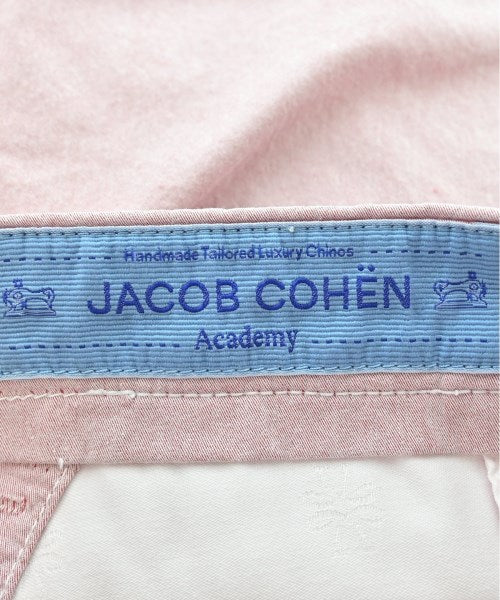 Handmade Tailored Luxury Chinos
JACOB COHËN
Academy